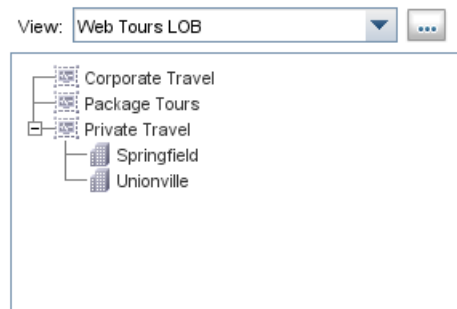 View: Web Tours LOB ...
Corporate Travel
Package Tours
Private Travel
Springfield
Unionville